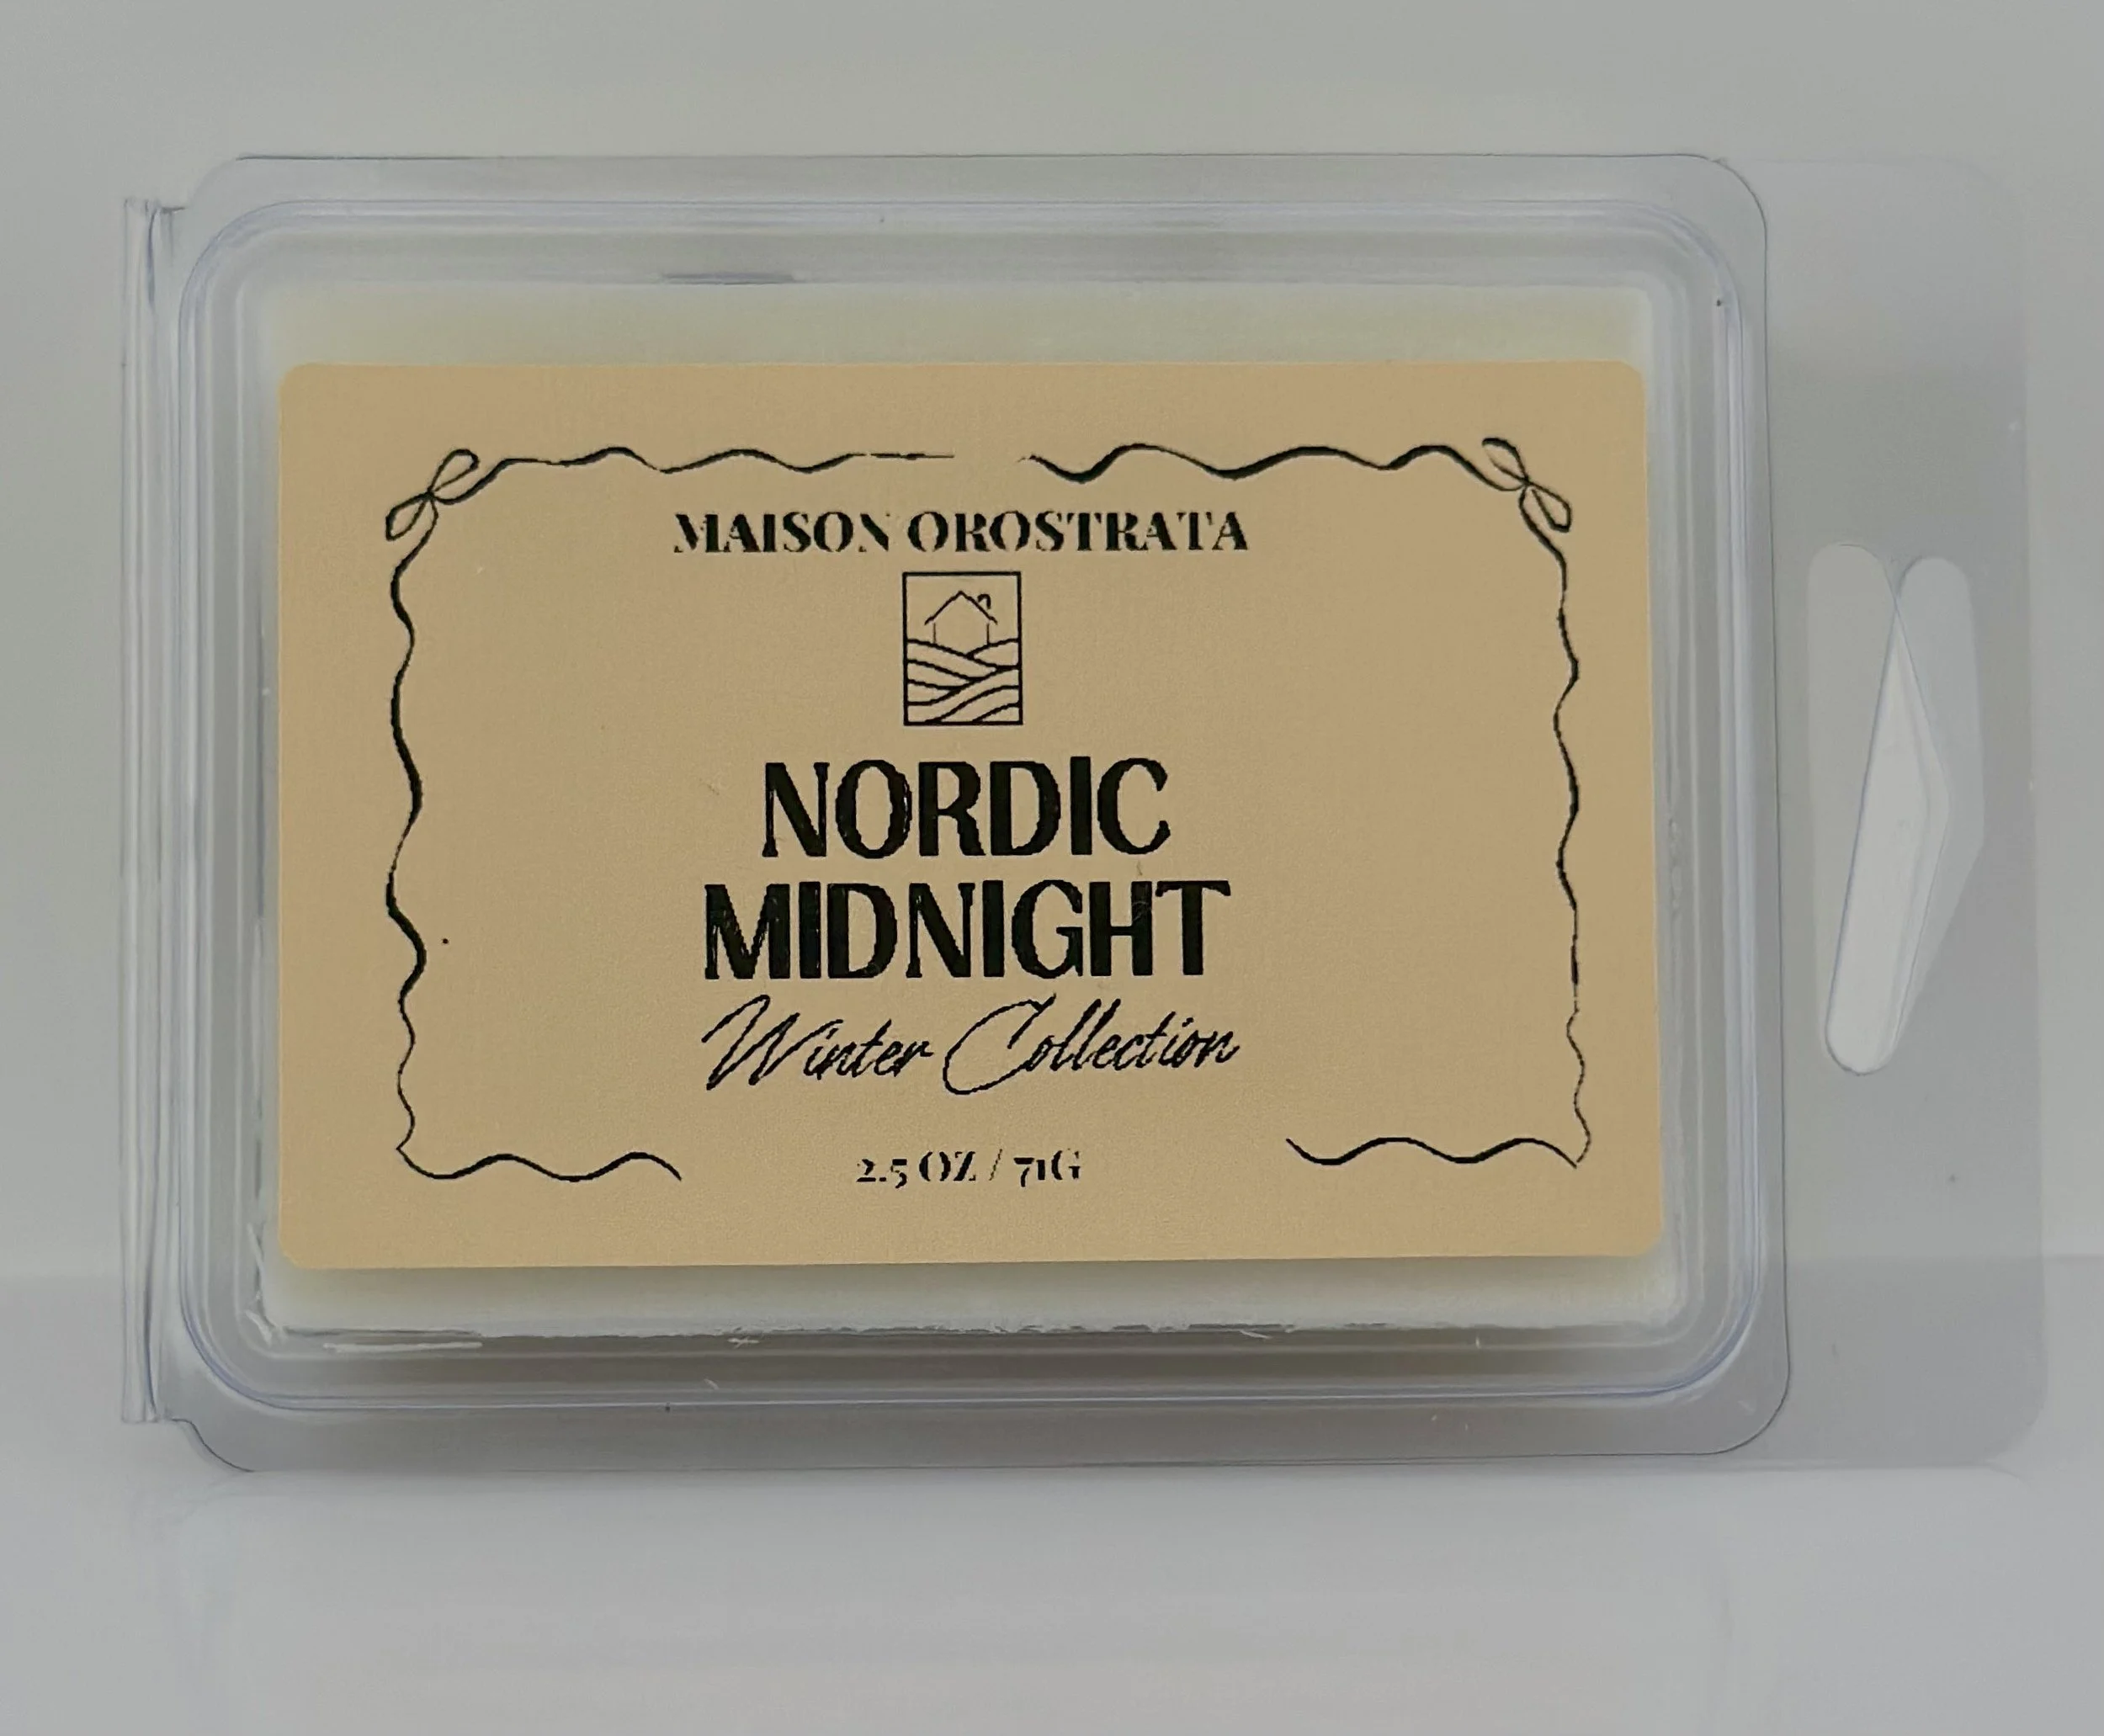 MAISON OROSTRATA
NORDIC
MIDNIGHT
Winter Collection
2.5 OZ / 71G